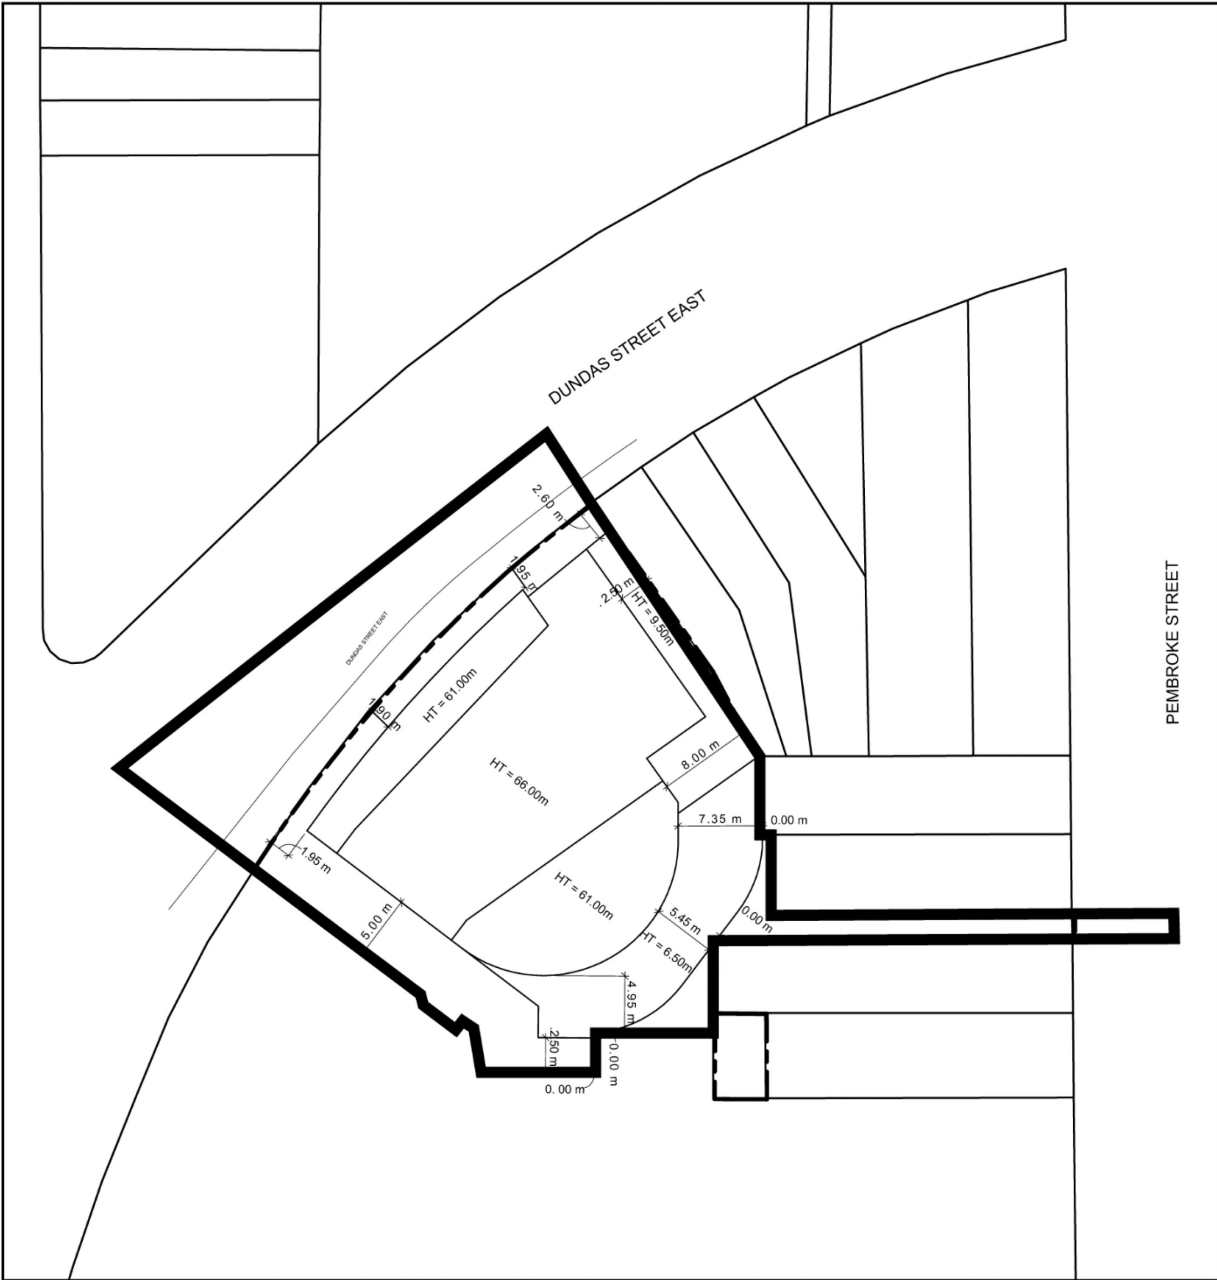 DUNDAS STREET EAST
2.60 m
1.95 m
2.50 m
HT = 9.50m
PEMBROKE STREET
DUNDAS STREET EAST
HT = 61.00m
1.90 m
8.00 m
HT = 66.00m
7.35 m
0.00 m
1.95 m
HT = 61.00m
5.00 m
5.45 m
0.00 m
HT = 6.50m
4.95 m
2.50 m
0.00 m
0.00 m